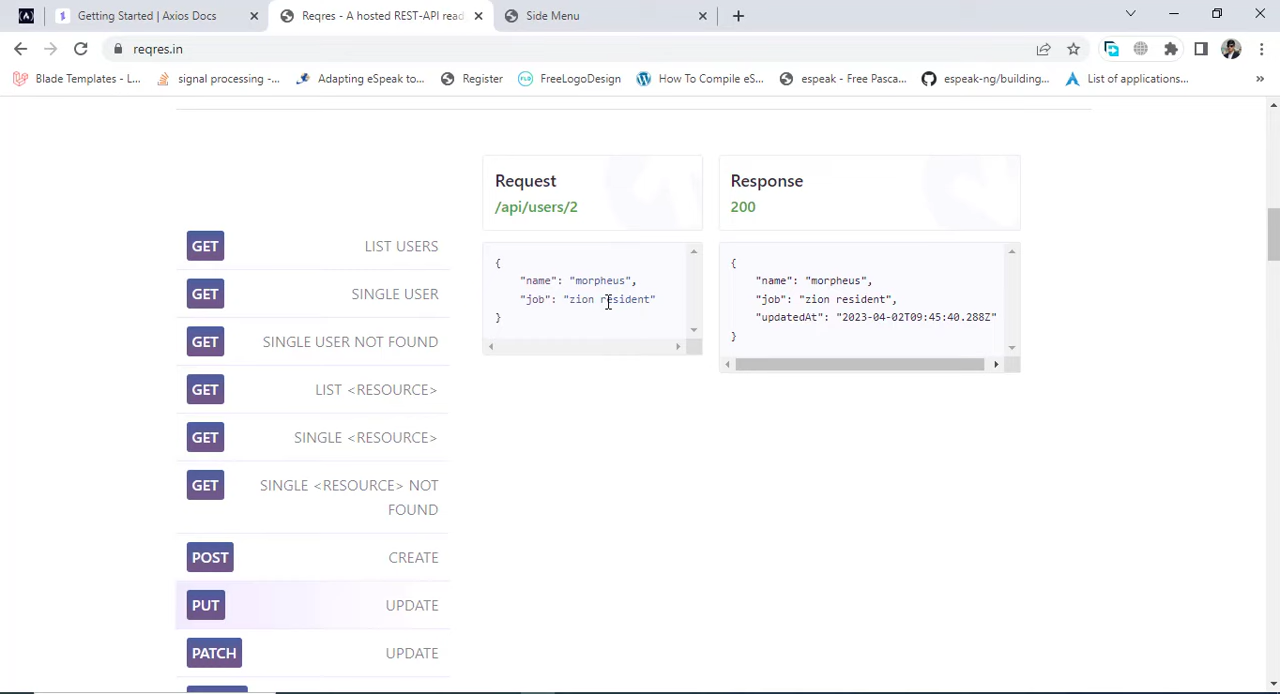 Getting Started | Axios Docs
Reqres - A hosted REST-API read
Side Menu
reqres.in
Blade Templates - L...
signal processing -...
Adapting eSpeak to...
Register
FreeLogoDesign
How To Compile eS...
espeak - Free Pasca...
espeak-ng/building...
List of applications...
»
Request
/api/users/2
Response
200
{
"name": "morpheus",
"job": "zion resident"
}
{
"name": "morpheus",
"job": "zion resident",
"updatedAt": "2023-04-02T09:45:40.288Z"
}
GET LIST USERS
GET SINGLE USER
GET SINGLE USER NOT FOUND
GET LIST <RESOURCE>
GET SINGLE <RESOURCE>
GET SINGLE <RESOURCE> NOT
FOUND
POST CREATE
PUT UPDATE
PATCH UPDATE